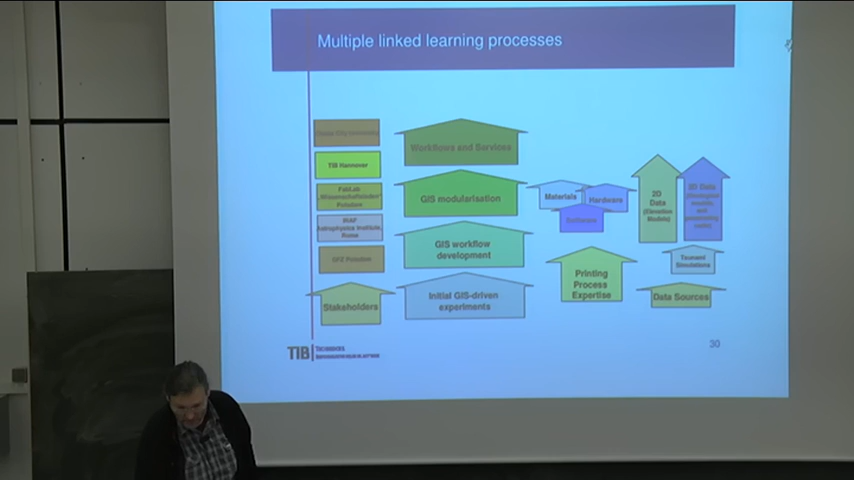 Multiple linked learning processes
TIB Hannover
FabLab
Potsdam
INAF
Astrophysics Institute,
Rome
GFZ Potsdam
Stakeholders
Workflows and Services
GIS modularisation
GIS workflow
development
Initial GIS-driven
experiments
Materials
Hardware
Software
Printing
Process
Expertise
2D
Data
(Elevation
Models)
3D Data
Tsunami
Simulations
Data Sources
TIB
30